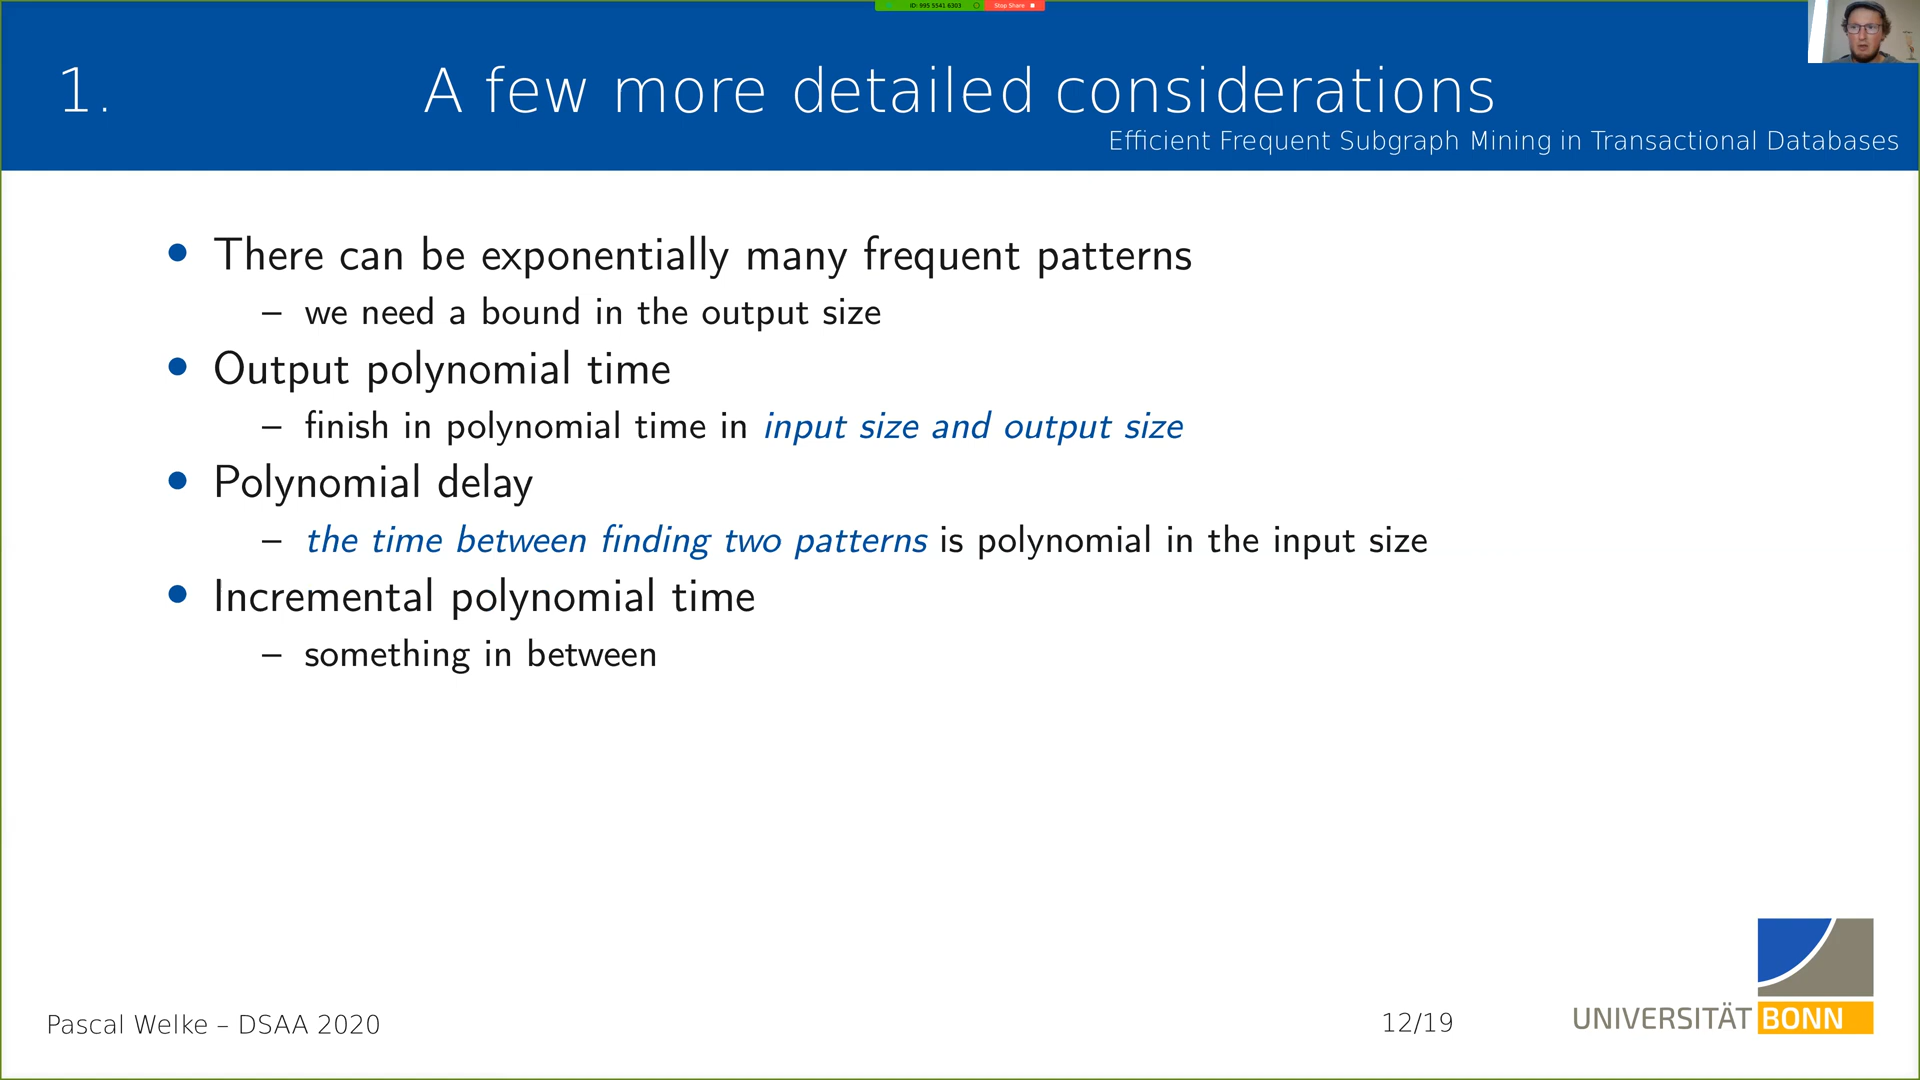 ID: 995 5541 6303
Stop Share
1.
A few more detailed considerations
Efficient Frequent Subgraph Mining in Transactional Databases
• There can be exponentially many frequent patterns
– we need a bound in the output size
• Output polynomial time
– finish in polynomial time in input size and output size
• Polynomial delay
– the time between finding two patterns is polynomial in the input size
• Incremental polynomial time
– something in between
Pascal Welke – DSAA 2020
12/19
UNIVERSITÄT BONN